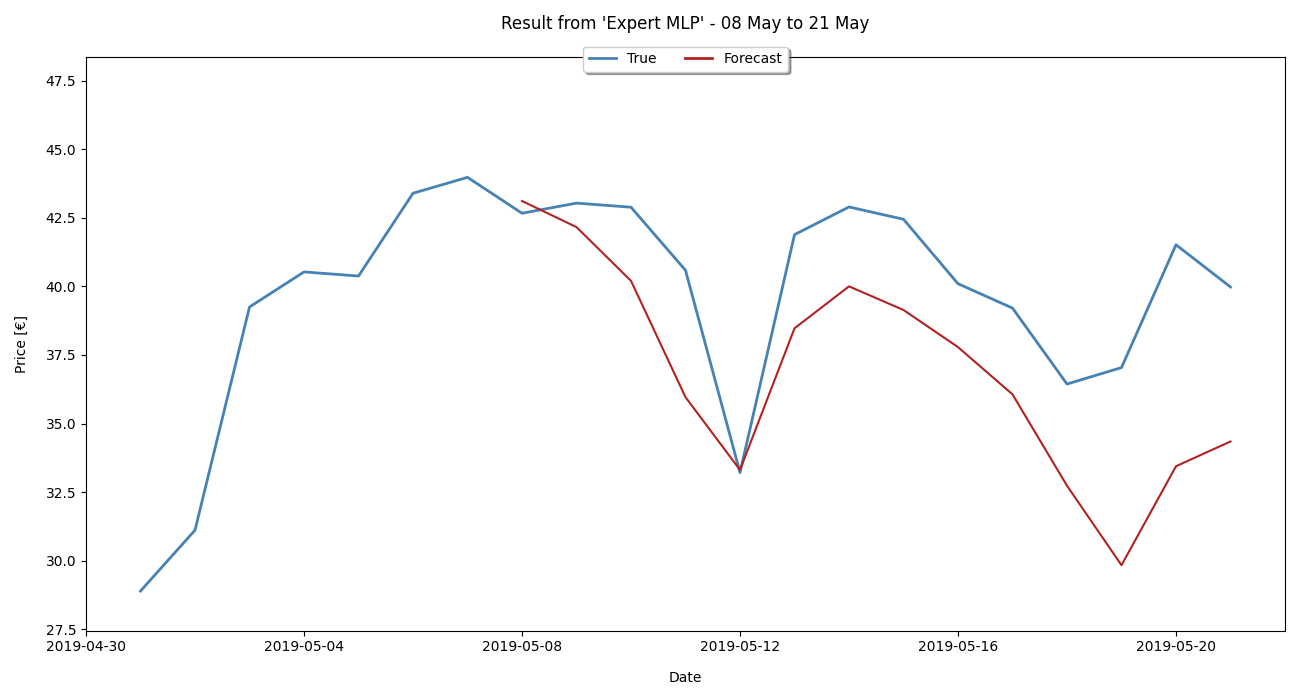 Result from 'Expert MLP' - 08 May to 21 May
True Forecast
47.5
45.0
42.5
40.0
37.5
35.0
32.5
30.0
27.5
Price [€]
2019-04-30 2019-05-04 2019-05-08 2019-05-12 2019-05-16 2019-05-20
Date